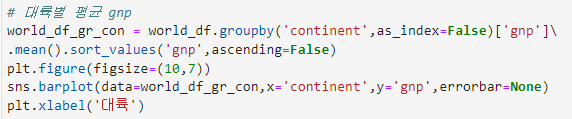 # 대륙별 평균 gnp
world_df_gr_con = world_df.groupby('continent',as_index=False)['gnp']\
.mean().sort_values('gnp',ascending=False)
plt.figure(figsize=(10,7))
sns.barplot(data=world_df_gr_con,x='continent',y='gnp',errorbar=None)
plt.xlabel('대륙')